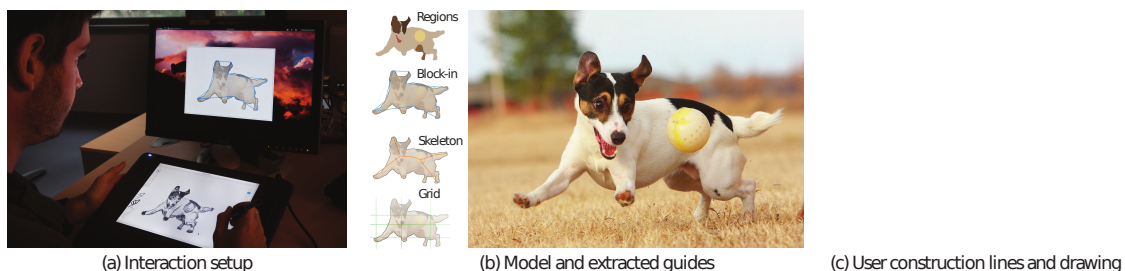 Regions
Block-in
Skeleton
Grid
(a) Interaction setup
(b) Model and extracted guides
(c) User construction lines and drawing